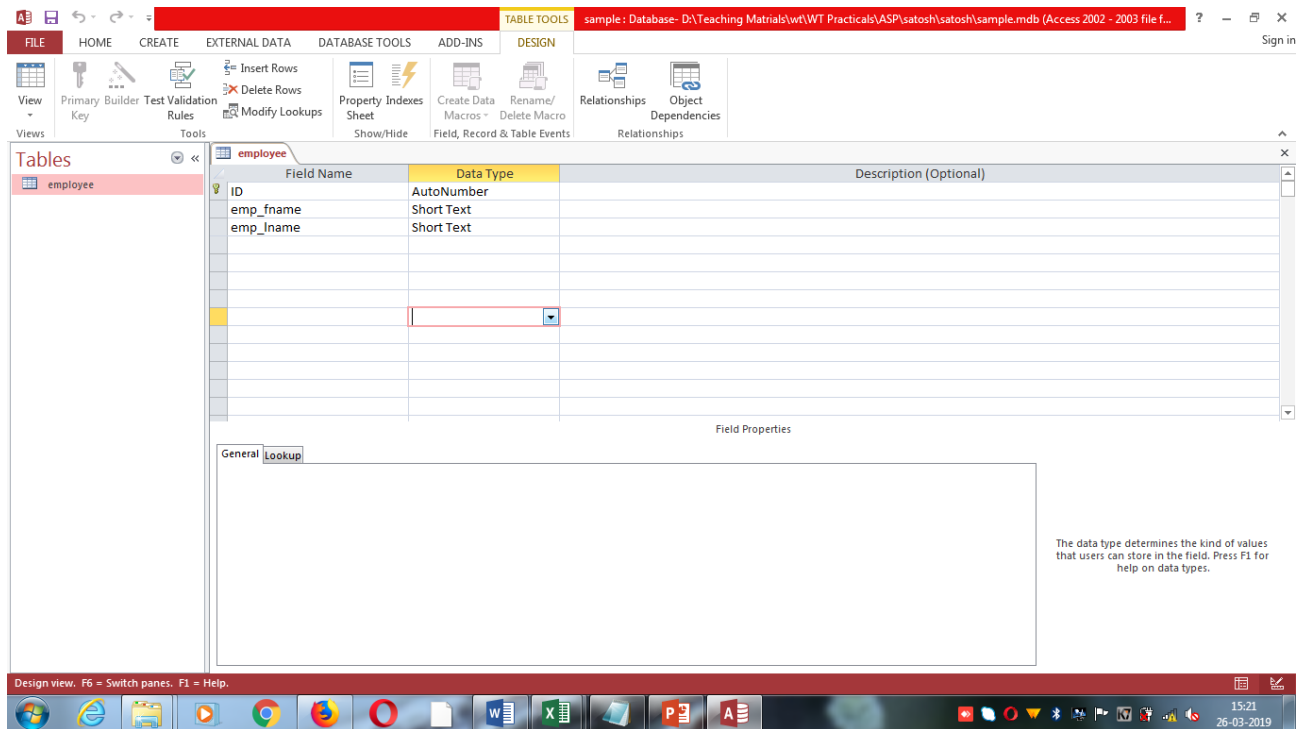 TABLE TOOLS sample : Database- D:\Teaching Matrials\wt\WT Practicals\ASP\satosh\satosh\sample.mdb (Access 2002 - 2003 file f... ?
FILE HOME CREATE EXTERNAL DATA DATABASE TOOLS ADD-INS DESIGN Sign in
View
Primary Key
Builder
Test Validation Rules
Insert Rows
Delete Rows
Modify Lookups
Property Sheet
Indexes
Create Data Macros
Rename/ Delete Macro
Relationships
Object Dependencies
Views Tools Show/Hide Field, Record & Table Events Relationships
Tables
employee
employee
Field Name Data Type Description (Optional)
ID AutoNumber
emp_fname Short Text
emp_lname Short Text
Field Properties
General Lookup
The data type determines the kind of values
that users can store in the field. Press F1 for
help on data types.
Design view. F6 = Switch panes. F1 = Help.
15:21
26-03-2019